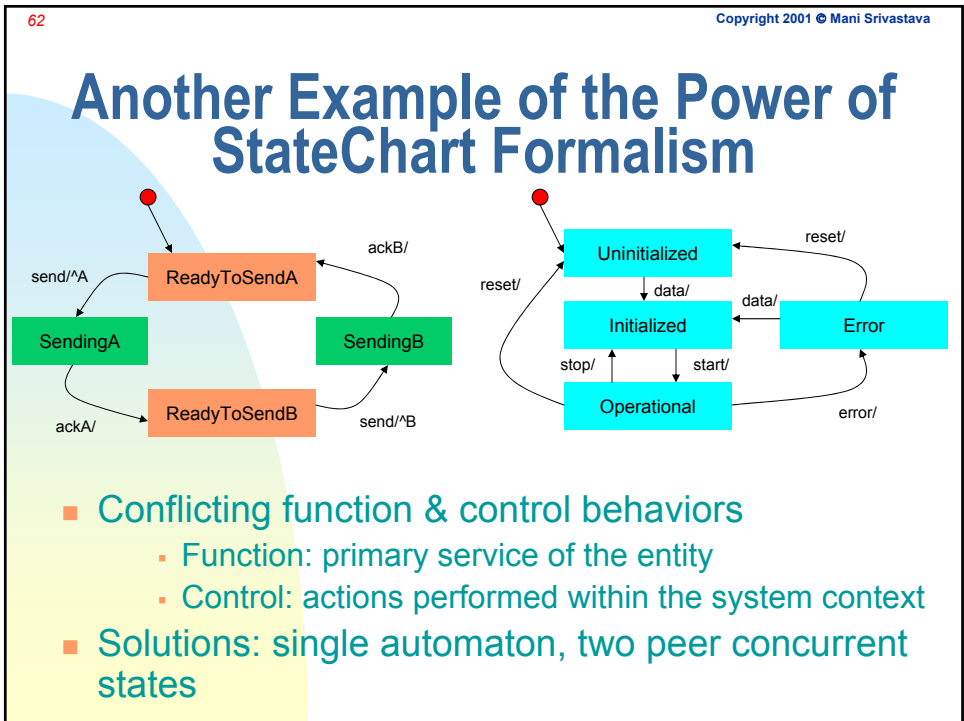 62
Copyright 2001 © Mani Srivastava
Another Example of the Power of
StateChart Formalism
ackB/
send/^A
ReadyToSendA
SendingA
SendingB
ReadyToSendB
ackA/
send/^B
reset/
Uninitialized
reset/
data/
data/
Initialized
Error
stop/
start/
Operational
error/
■ Conflicting function & control behaviors
▪ Function: primary service of the entity
▪ Control: actions performed within the system context
■ Solutions: single automaton, two peer concurrent
states